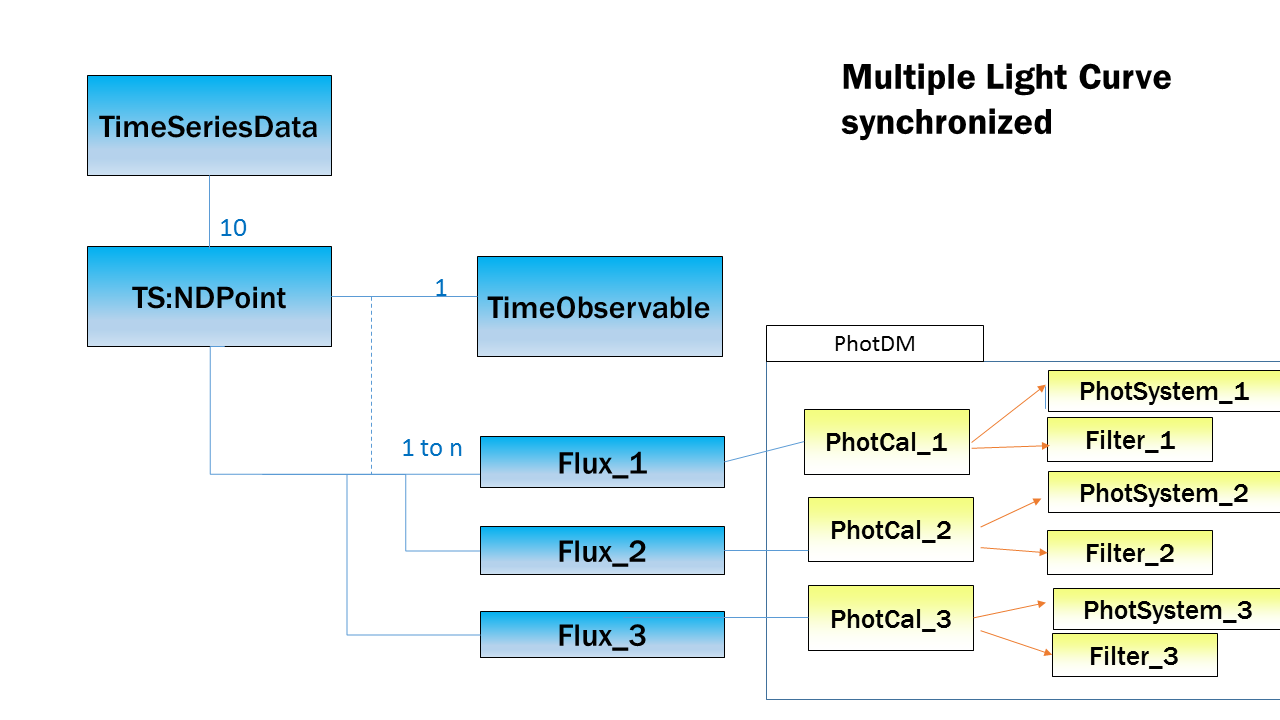 Multiple Light Curve
synchronized
TimeSeriesData
10
TS:NDPoint
1
TimeObservable
PhotDM
1 to n
Flux_1
PhotCal_1
PhotSystem_1
Filter_1
Flux_2
PhotCal_2
PhotSystem_2
Filter_2
Flux_3
PhotCal_3
PhotSystem_3
Filter_3